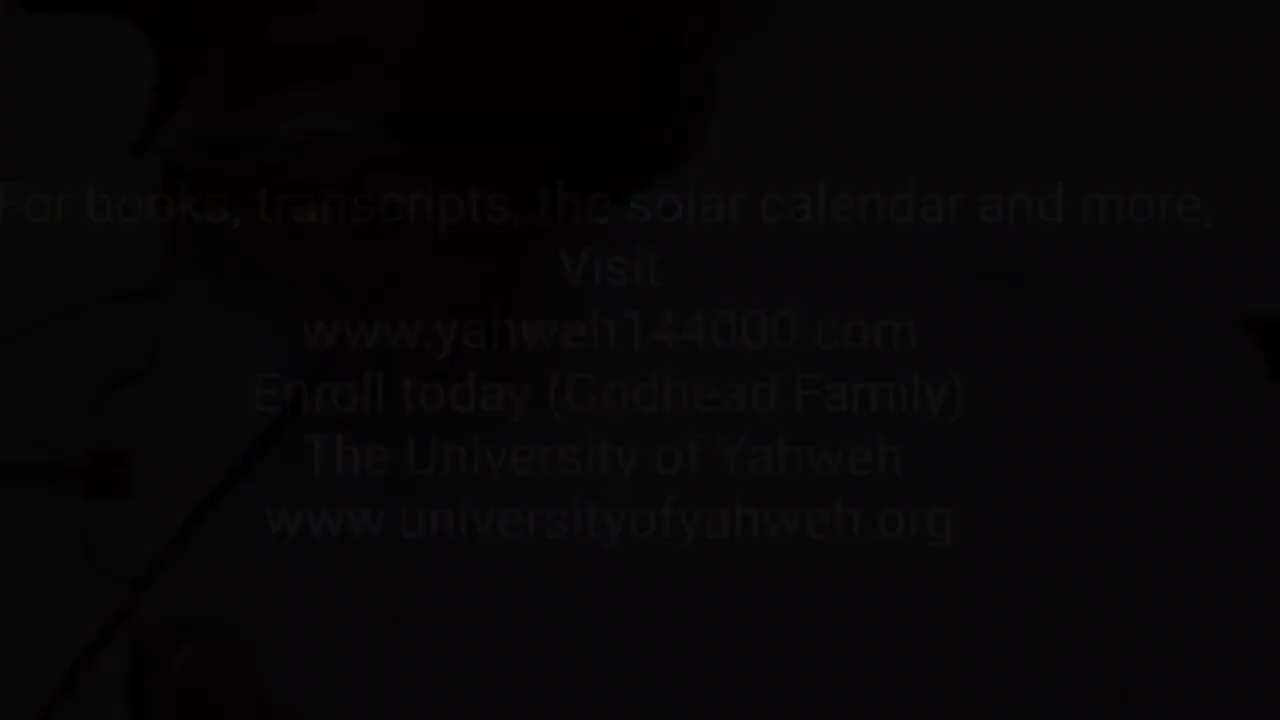 For books, transcripts, the solar calendar and more,
Visit
www.yahweh144000.com
Enroll today (Godhead Family)
The University of Yahweh
www.universityofyahweh.org